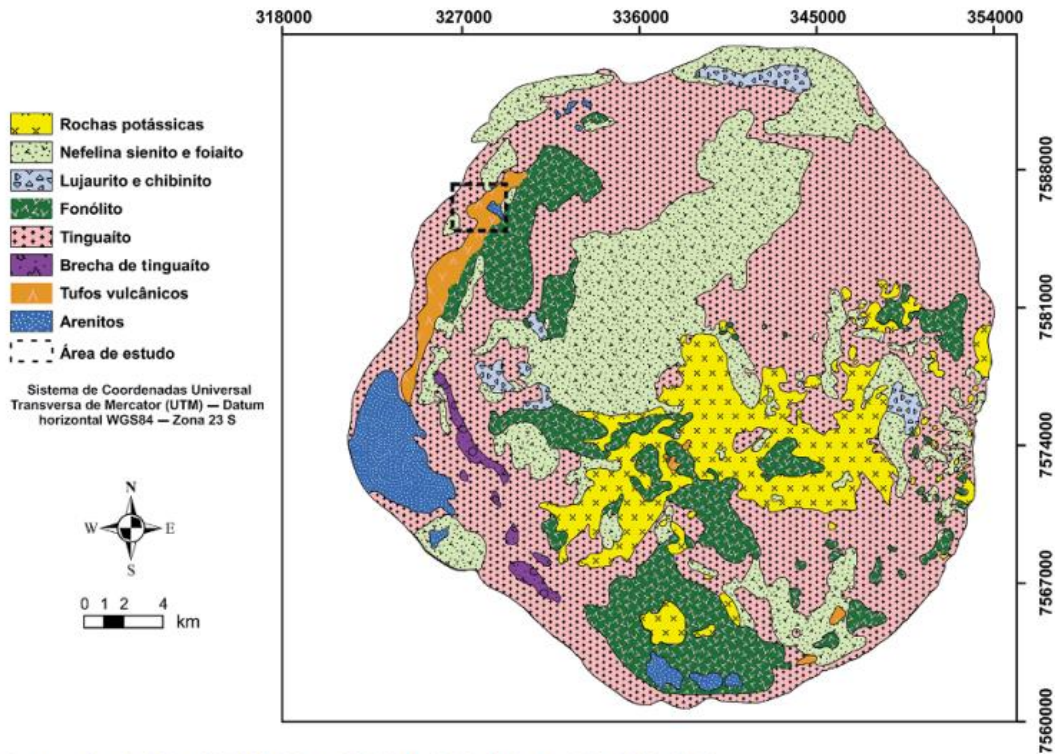 318000 327000 336000 345000 354000
Rochas potássicas
Nefelina sienito e foiaito
Lujaurito e chibinito
Fonólito
Tinguaíto
Brecha de tinguaíto
Tufos vulcânicos
Arenitos
Área de estudo
Sistema de Coordenadas Universal
Transversa de Mercator (UTM) — Datum
horizontal WGS84 — Zona 23 S
N
W E
S
0 1 2 4
km
7588000
7581000
7574000
7567000
7560000